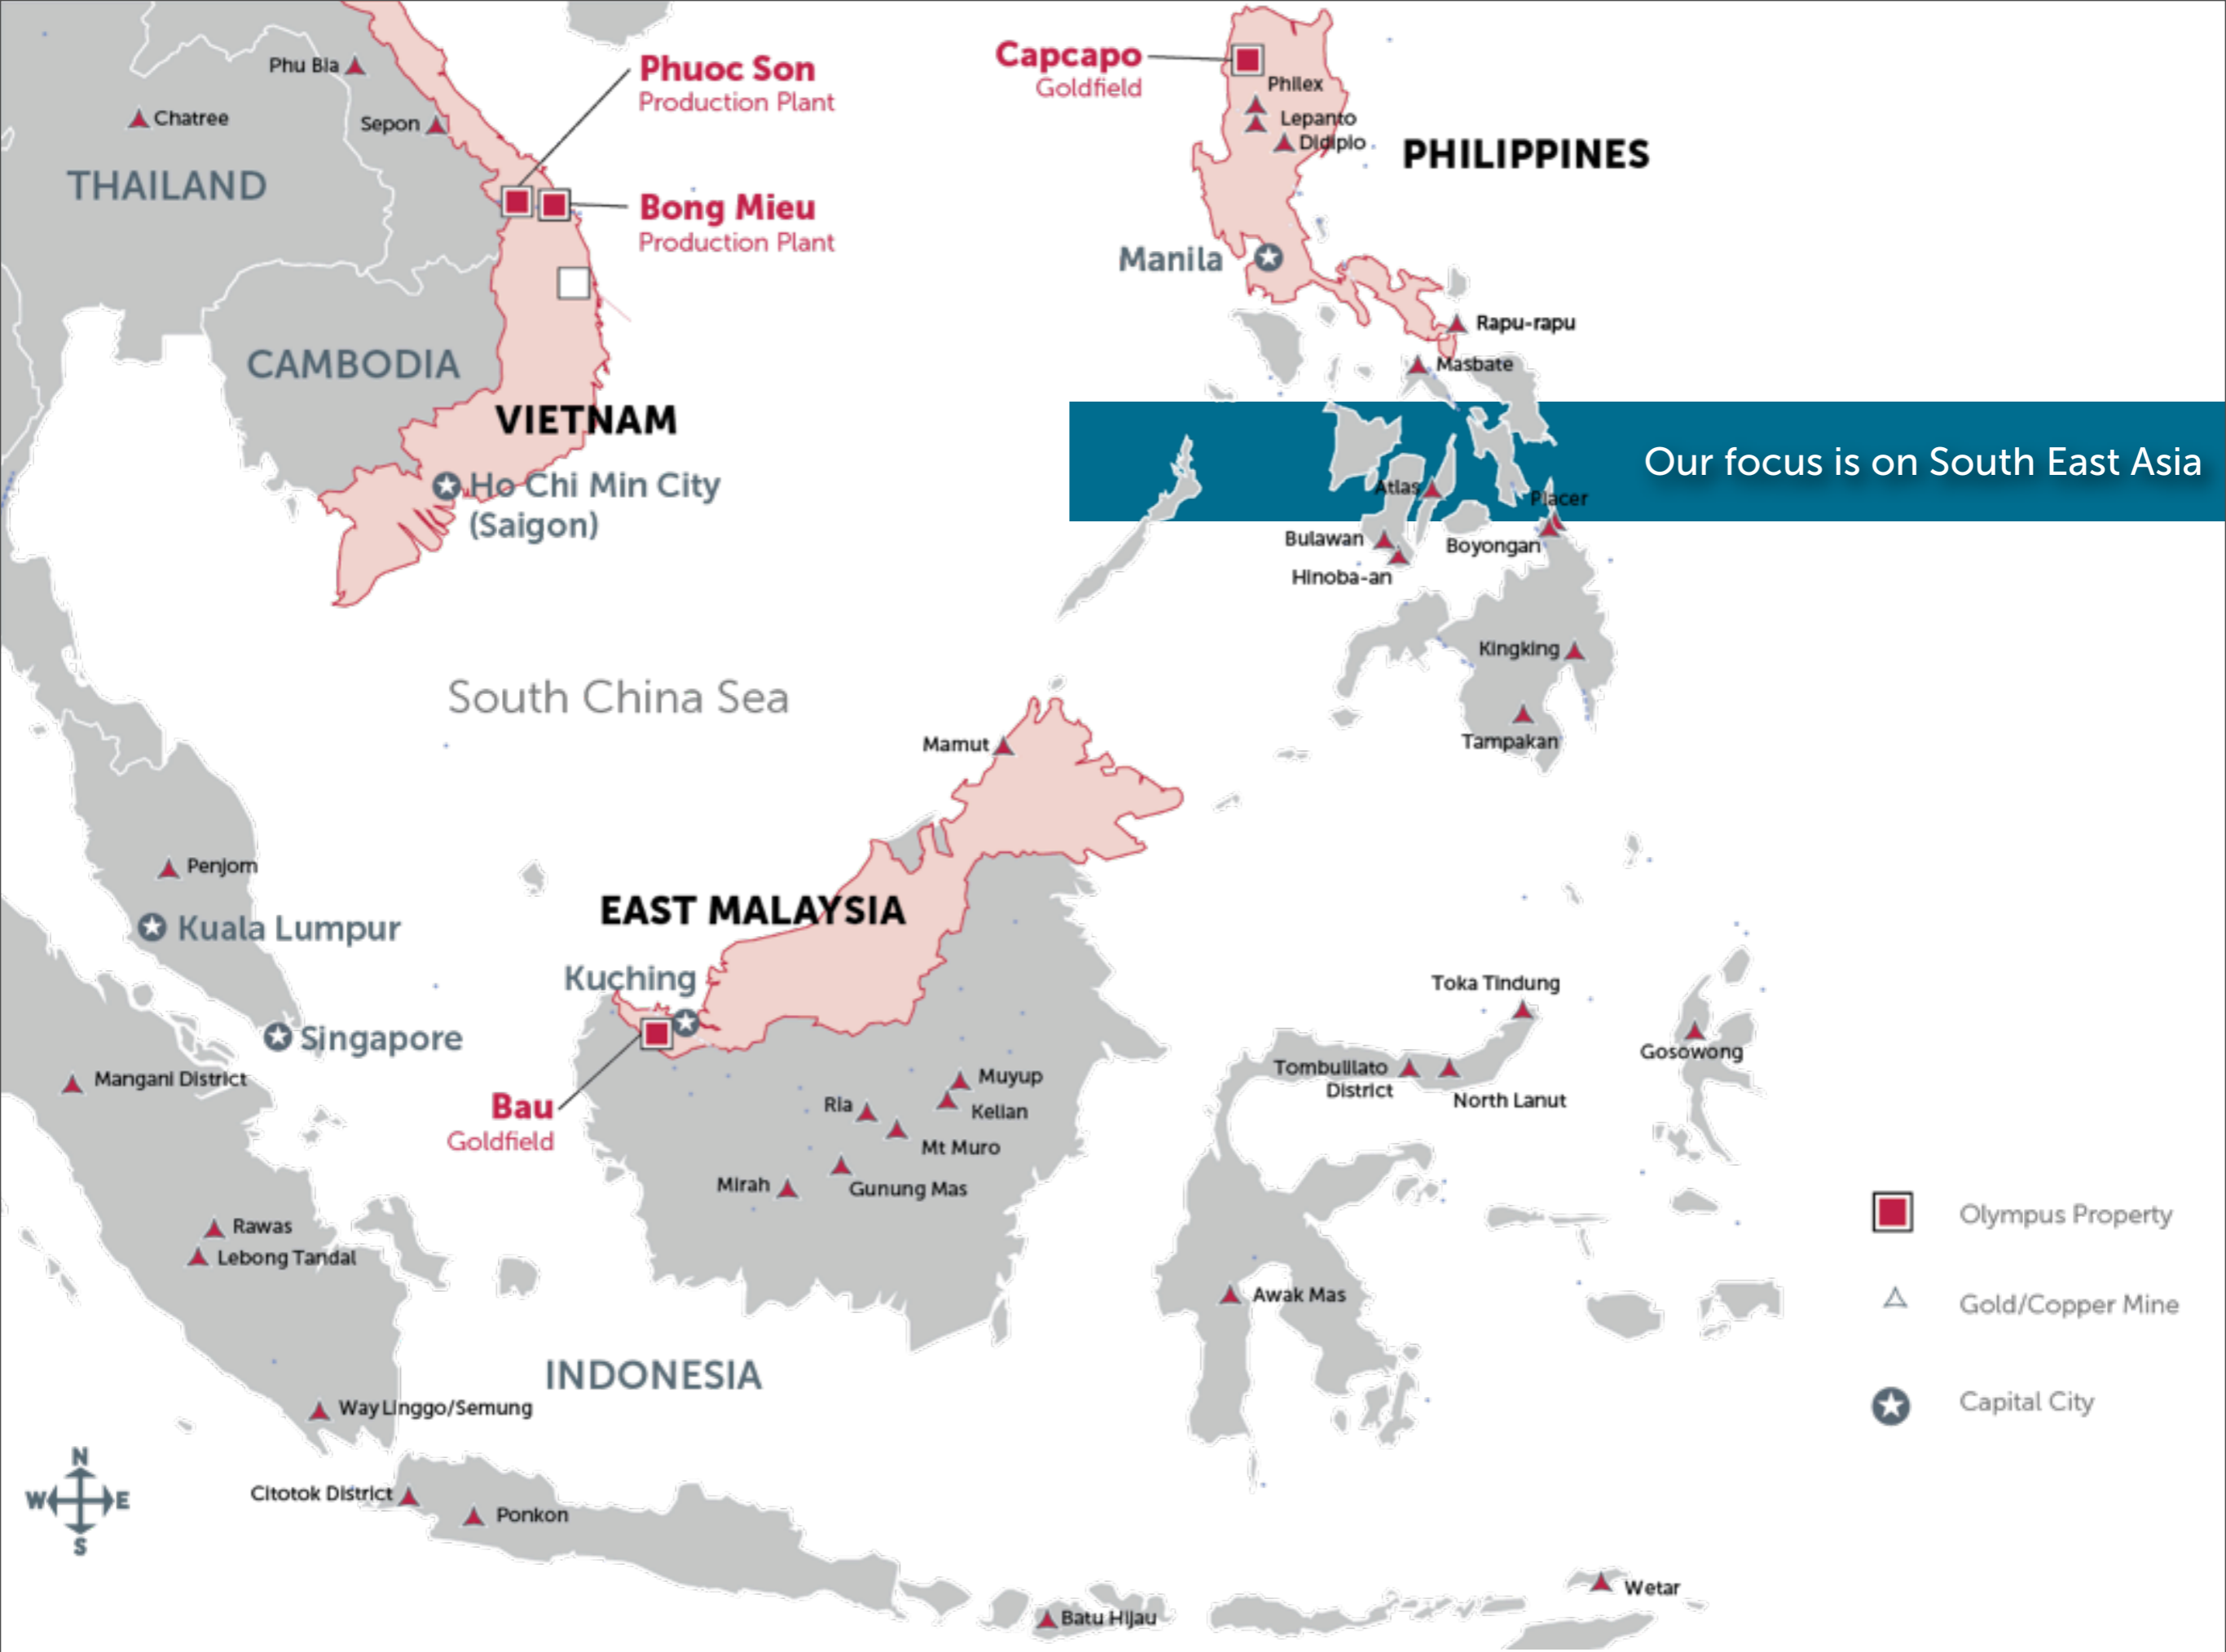 Phu Bia
Chatree
Sepon
THAILAND
Phuoc Son
Production Plant
Bong Mieu
Production Plant
CAMBODIA
VIETNAM
Ho Chi Min City
(Saigon)
Capcapo
Goldfield
Philex
Lepanto
Didipio
PHILIPPINES
Manila
Rapu-rapu
Masbate
Our focus is on South East Asia
Atlas
Placer
Bulawan
Boyongan
Hinoba-an
Kingking
Tampakan
South China Sea
Mamut
Penjom
Kuala Lumpur
EAST MALAYSIA
Kuching
Singapore
Mangani District
Bau
Goldfield
Muyup
Ria
Kelian
Mt Muro
Mirah
Gunung Mas
Toka Tindung
Gosowong
Tombulilato
District
North Lanut
Rawas
Lebong Tandai
Awak Mas
INDONESIA
Way Linggo/Semung
Citotok District
Ponkon
Batu Hijau
Wetar
Olympus Property
Gold/Copper Mine
Capital City
N
W
E
S